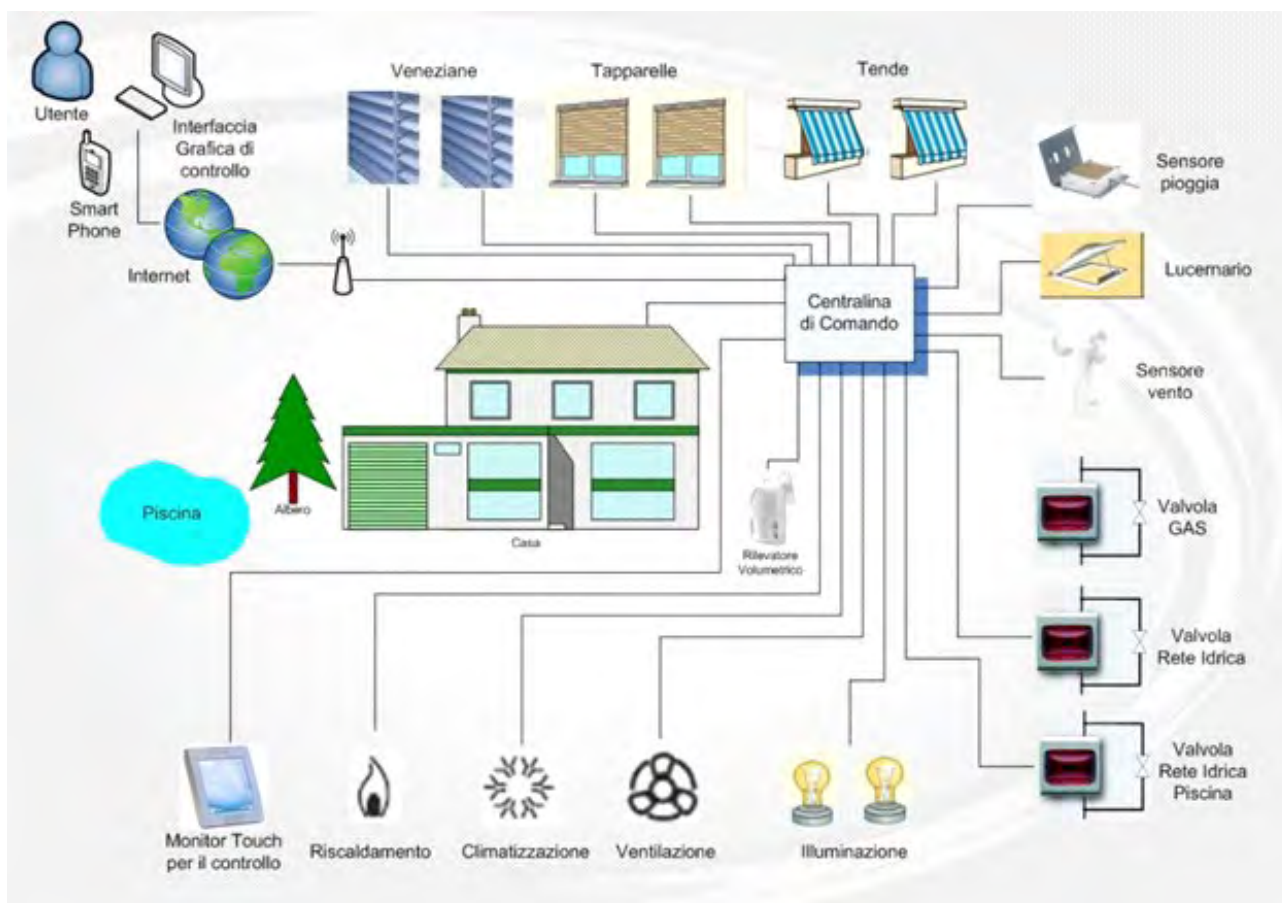 Utente
Interfaccia
Grafica di
controllo
Smart
Phone
Internet
Veneziane
Tapparelle
Tende
Sensore
pioggia
Lucernario
Sensore
vento
Centralina
di Comando
Piscina
Albero
Casa
Rilevatore
Volumetrico
Valvola
GAS
Valvola
Rete Idrica
Valvola
Rete Idrica
Piscina
Monitor Touch
per il controllo
Riscaldamento
Climatizzazione
Ventilazione
Illuminazione